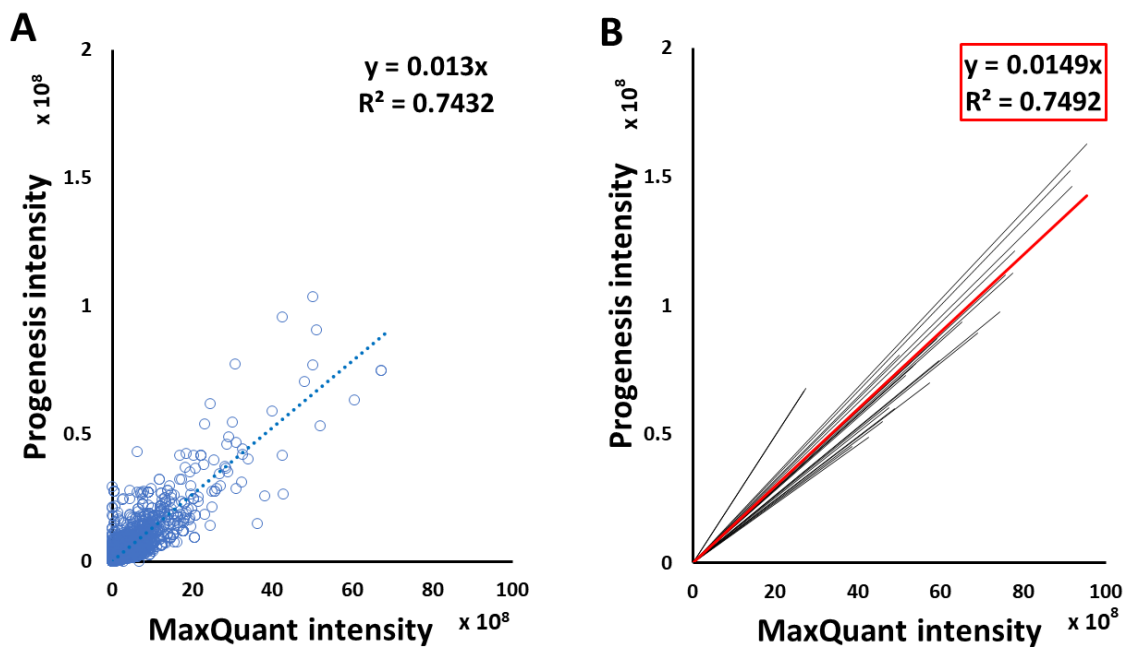 A
2
x 10⁸
y = 0.013x
R² = 0.7432
1.5
1
0.5
0
Progenesis intensity
0 20 40 60 80 100
MaxQuant intensity x 10⁸
B
2
x 10⁸
y = 0.0149x
R² = 0.7492
1.5
1
0.5
0
Progenesis intensity
0 20 40 60 80 100
MaxQuant intensity x 10⁸